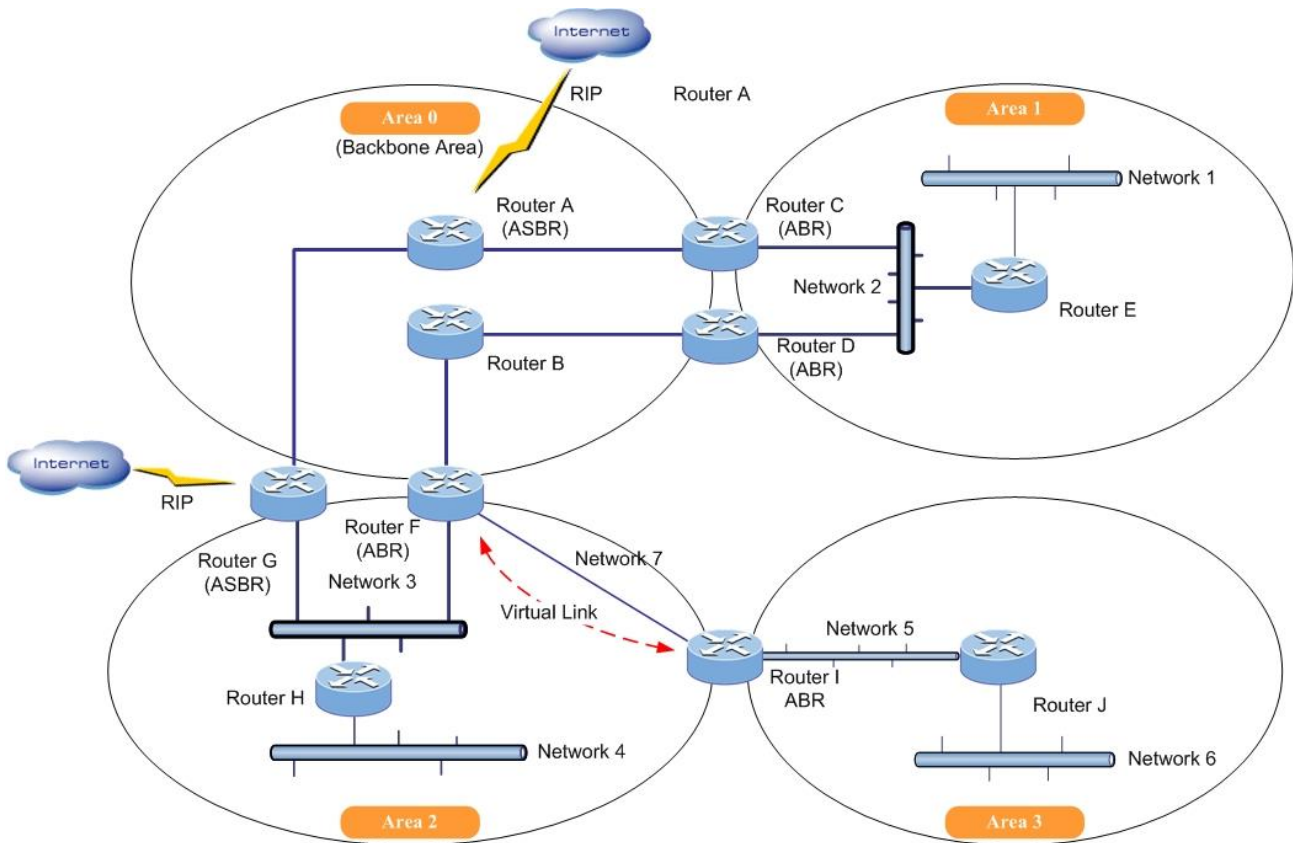 Internet
RIP
Router A
Area 0
(Backbone Area)
Area 1
Network 1
Router A
(ASBR)
Router C
(ABR)
Network 2
Router E
Router B
Router D
(ABR)
Internet
RIP
Router G
(ASBR)
Router F
(ABR)
Network 3
Network 7
Virtual Link
Router H
Network 4
Area 2
Network 5
Router I
ABR
Router J
Network 6
Area 3